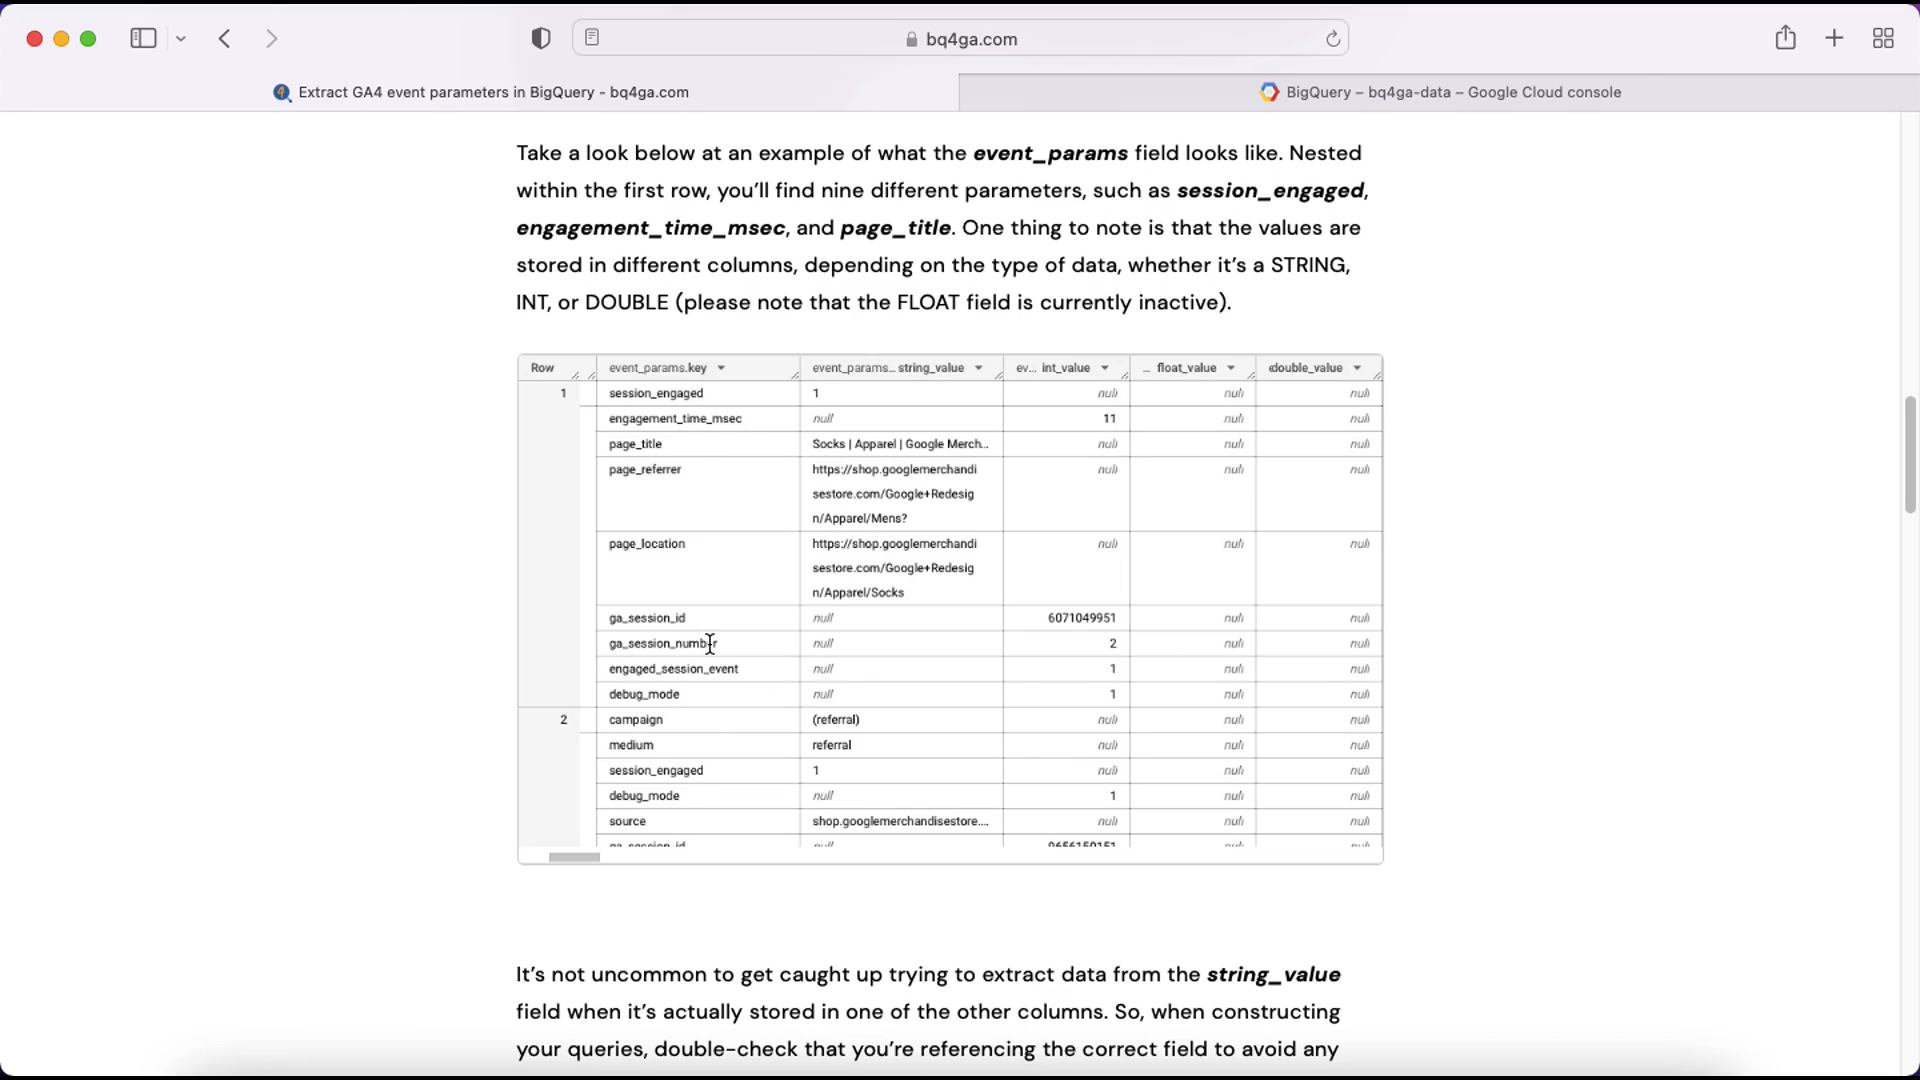 bq4ga.com
Extract GA4 event parameters in BigQuery - bq4ga.com
BigQuery – bq4ga-data – Google Cloud console
Take a look below at an example of what the event_params field looks like. Nested
within the first row, you'll find nine different parameters, such as session_engaged,
engagement_time_msec, and page_title. One thing to note is that the values are
stored in different columns, depending on the type of data, whether it's a STRING,
INT, or DOUBLE (please note that the FLOAT field is currently inactive).
Row event_params.key event_params... string_value ev... int_value ... float_value double_value
1 session_engaged 1 null null null
engagement_time_msec null 11 null null
page_title Socks | Apparel | Google Merch... null null null
page_referrer https://shop.googlemerchandi null null null
sestore.com/Google+Redesig
n/Apparel/Mens?
page_location https://shop.googlemerchandi null null null
sestore.com/Google+Redesig
n/Apparel/Socks
ga_session_id null 6071049951 null null
ga_session_number null 2 null null
engaged_session_event null 1 null null
debug_mode null 1 null null
2 campaign (referral) null null null
medium referral null null null
session_engaged 1 null null null
debug_mode null 1 null null
source shop.googlemerchandisestore.... null null null
ga_session_id null 9656150151 null null
It's not uncommon to get caught up trying to extract data from the string_value
field when it's actually stored in one of the other columns. So, when constructing
your queries, double-check that you're referencing the correct field to avoid any